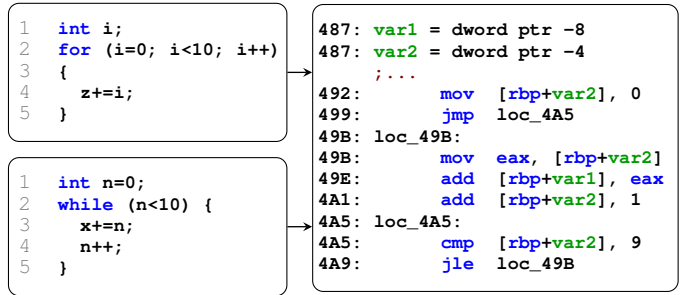 1 int i;
2 for (i=0; i<10; i++)
3 {
4 z+=i;
5 }
1 int n=0;
2 while (n<10) {
3 x+=n;
4 n++;
5 }
487: var1 = dword ptr -8
487: var2 = dword ptr -4
;...
492: mov [rbp+var2], 0
499: jmp loc_4A5
49B: loc_49B:
49B: mov eax, [rbp+var2]
49E: add [rbp+var1], eax
4A1: add [rbp+var2], 1
4A5: loc_4A5:
4A5: cmp [rbp+var2], 9
4A9: jle loc_49B